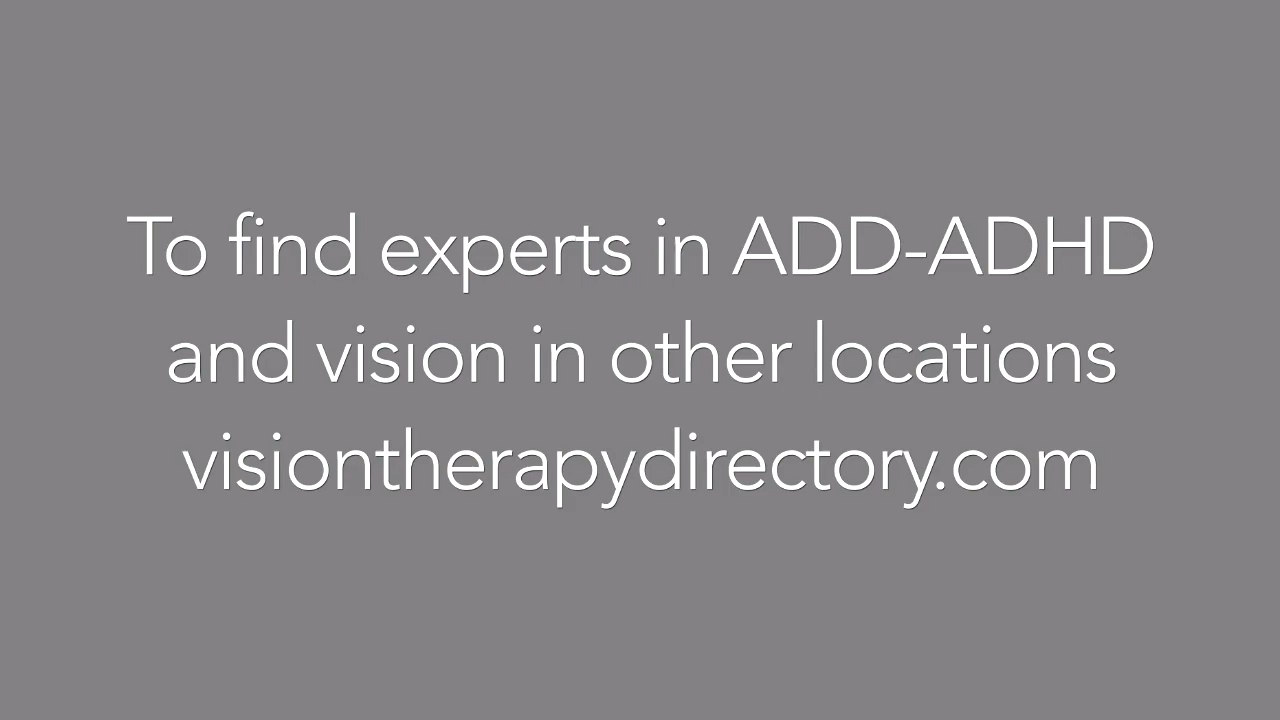 To find experts in ADD-ADHD
and vision in other locations
visiontherapydirectory.com